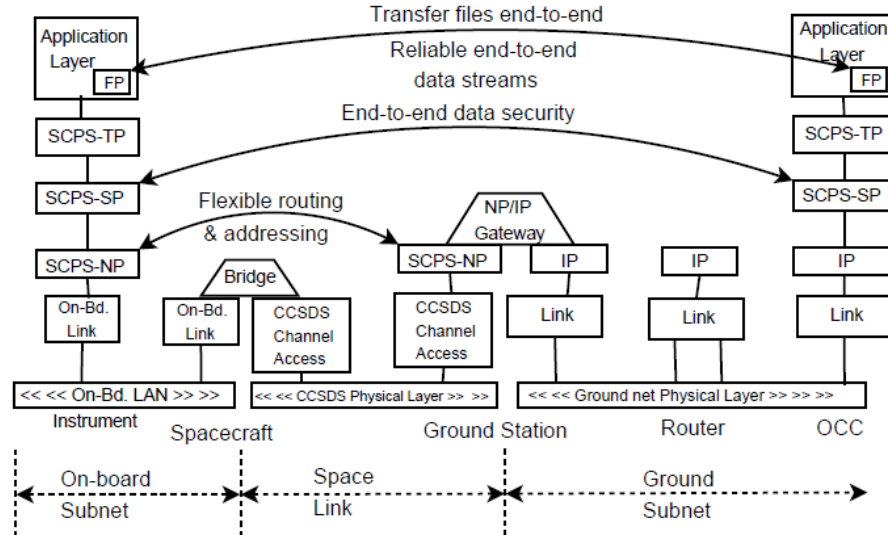 Transfer files end-to-end
Application
Layer
FP
Application
Layer
FP
Reliable end-to-end
data streams
SCPS-TP
SCPS-TP
End-to-end data security
SCPS-SP
SCPS-SP
Flexible routing
& addressing
NP/IP
Gateway
SCPS-NP
SCPS-NP
IP
IP
IP
Bridge
On-Bd.
Link
On-Bd.
Link
CCSDS
Channel
Access
CCSDS
Channel
Access
Link
Link
Link
<< << On-Bd. LAN >> >>
<< << CCSDS Physical Layer >> >>
<< << Ground net Physical Layer >> >> >>
Instrument
Spacecraft
Ground Station
Router
OCC
On-board
Subnet
Space
Link
Ground
Subnet